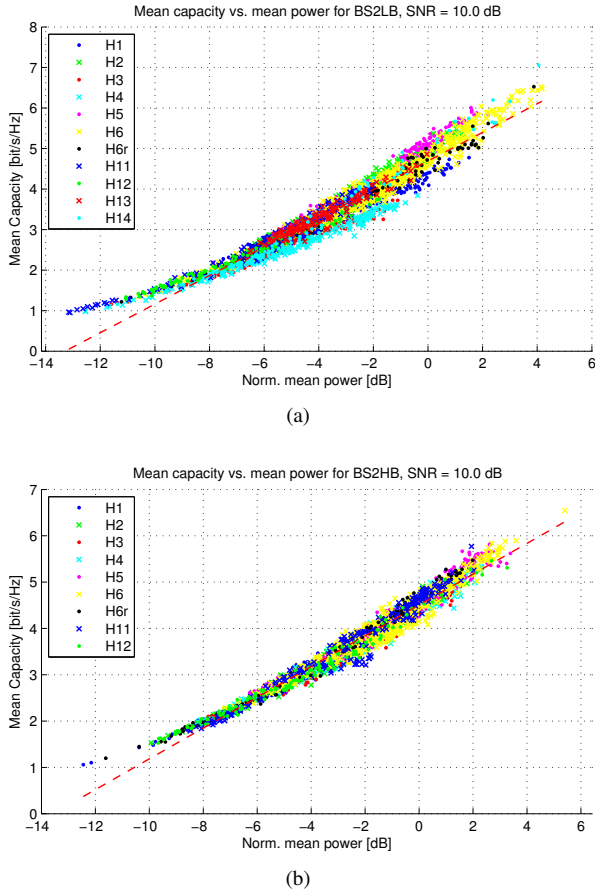 Mean capacity vs. mean power for BS2LB, SNR = 10.0 dB
8
7
6
5
4
3
2
1
0
Mean Capacity [bit/s/Hz]
H1
H2
H3
H4
H5
H6
H6r
H11
H12
H13
H14
−14 −12 −10 −8 −6 −4 −2 0 2 4 6
Norm. mean power [dB]
(a)
Mean capacity vs. mean power for BS2HB, SNR = 10.0 dB
7
6
5
4
3
2
1
0
Mean Capacity [bit/s/Hz]
H1
H2
H3
H4
H5
H6
H6r
H11
H12
−14 −12 −10 −8 −6 −4 −2 0 2 4 6
Norm. mean power [dB]
(b)